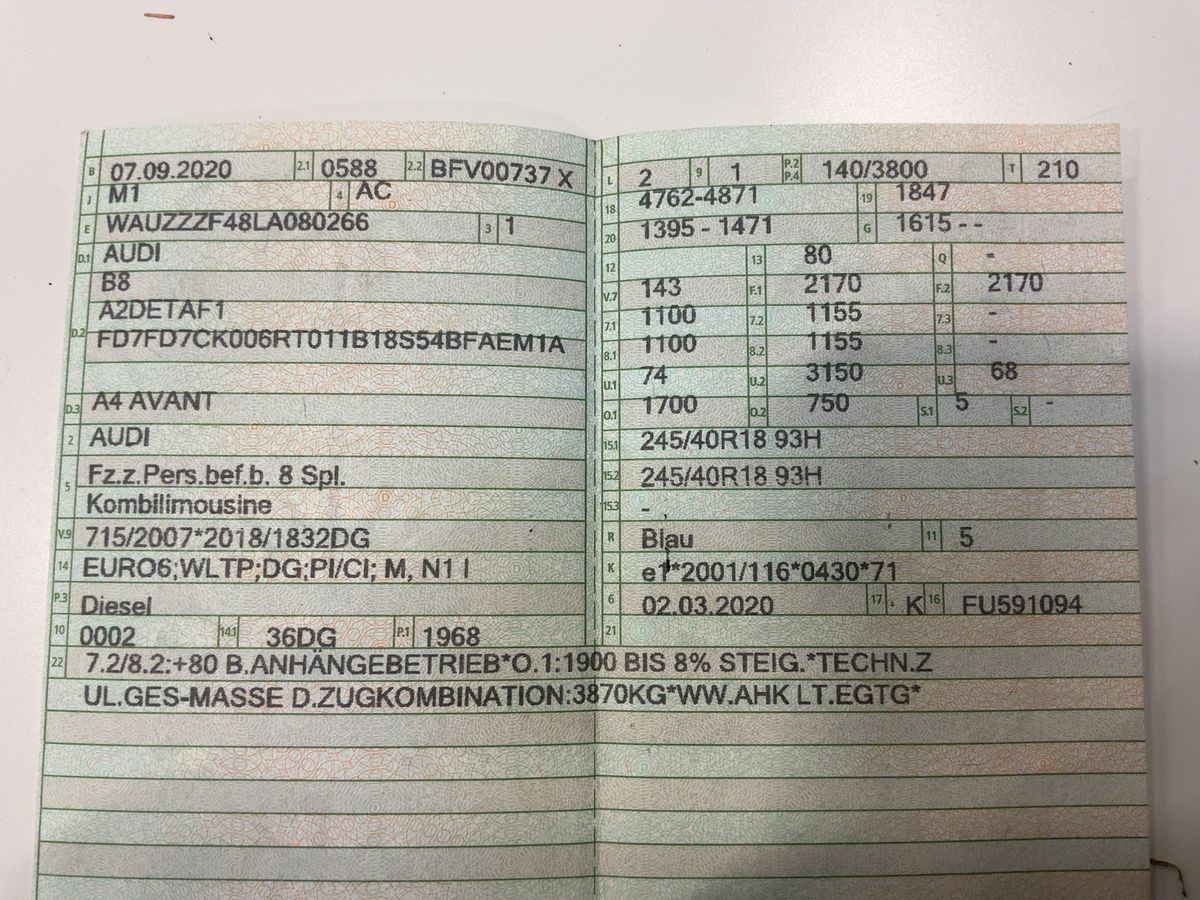 B 07.09.2020 2.1 0588 2.2 BFV00737 X
J M1 4 AC
E WAUZZZF48LA080266 3 1
D.1 AUDI
B8
A2DETAF1
D.2 FD7FD7CK006RT011B18S54BFAEM1A
D.3 A4 AVANT
2 AUDI
5 Fz.z.Pers.bef.b. 8 Spl.
Kombilimousine
V.9 715/2007*2018/1832DG
14 EURO6;WLTP;DG;PI/CI; M, N1 I
P.3 Diesel
10 0002 14.1 36DG P.1 1968
L 2 9 1 P.2 P.4 140/3800 T 210
18 4762-4871 19 1847
20 1395 - 1471 G 1615 - -
12 13 80 Q -
V.7 143 F.1 2170 F.2 2170
7.1 1100 7.2 1155 7.3 -
8.1 1100 8.2 1155 8.3 -
U.1 74 U.2 3150 U.3 68
O.1 1700 O.2 750 S.1 5 S.2 -
15.1 245/40R18 93H
15.2 245/40R18 93H
15.3 -
R Blau 11 5
K e1*2001/116*0430*71
6 02.03.2020 17 K 16 FU591094
21
22 7.2/8.2:+80 B.ANHÄNGEBETRIEB*O.1:1900 BIS 8% STEIG.*TECHN.Z
UL.GES-MASSE D.ZUGKOMBINATION:3870KG*WW.AHK LT.EGTG*